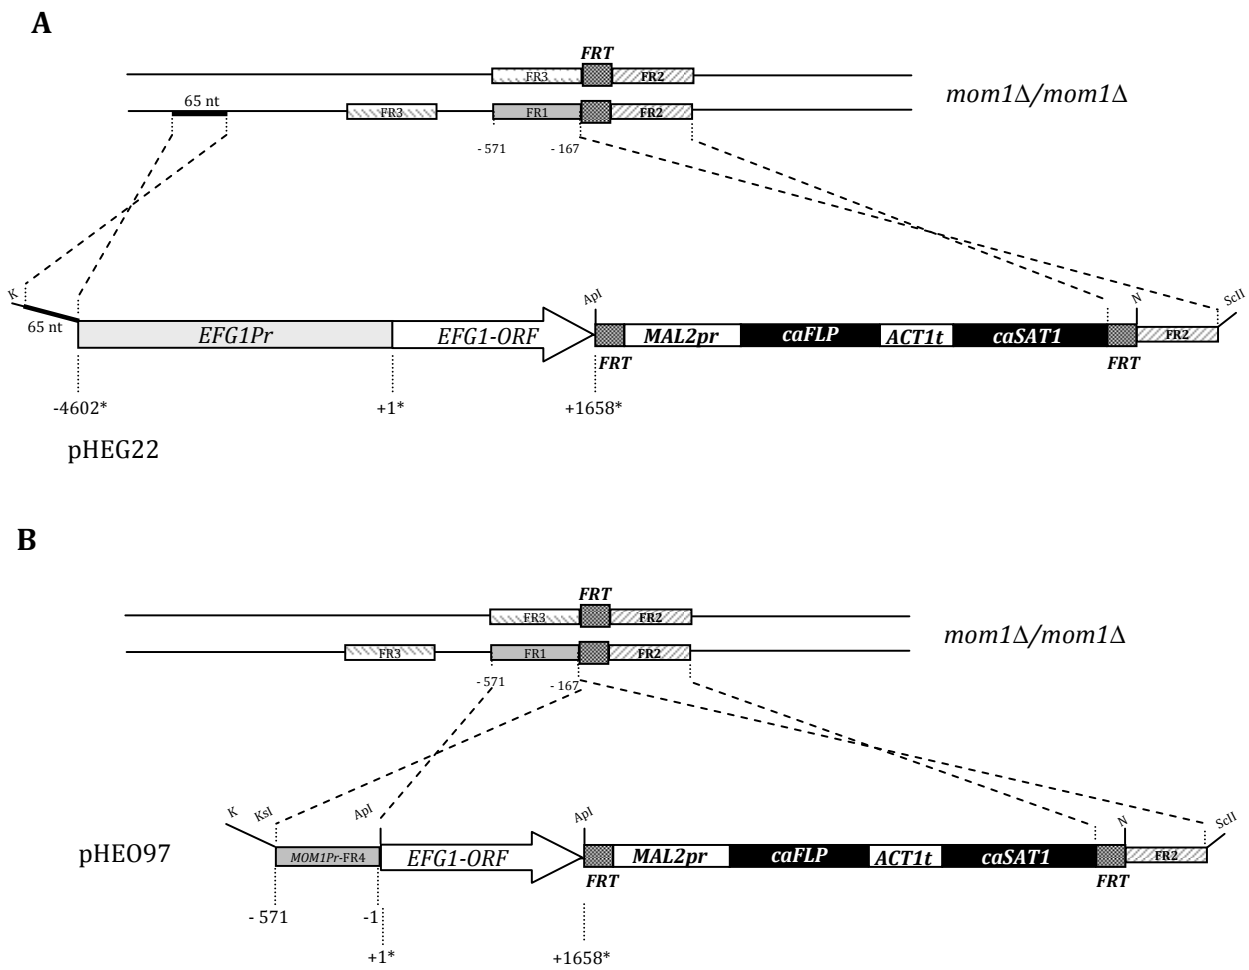 A
FRT
FR3 FR2
mom1Δ/mom1Δ
65 nt
FR3 FR1 FR2
- 571 - 167
K ApI N ScII
65 nt
EFG1Pr EFG1-ORF MAL2pr caFLP ACT1t caSAT1 FR2
FRT FRT
-4602* +1* +1658*
pHEG22
B
FRT
FR3 FR2
mom1Δ/mom1Δ
FR3 FR1 FR2
- 571 - 167
K KsI ApI ApI N ScII
pHEO97
MOM1Pr-FR4 EFG1-ORF MAL2pr caFLP ACT1t caSAT1 FR2
FRT FRT
- 571 -1
+1* +1658*